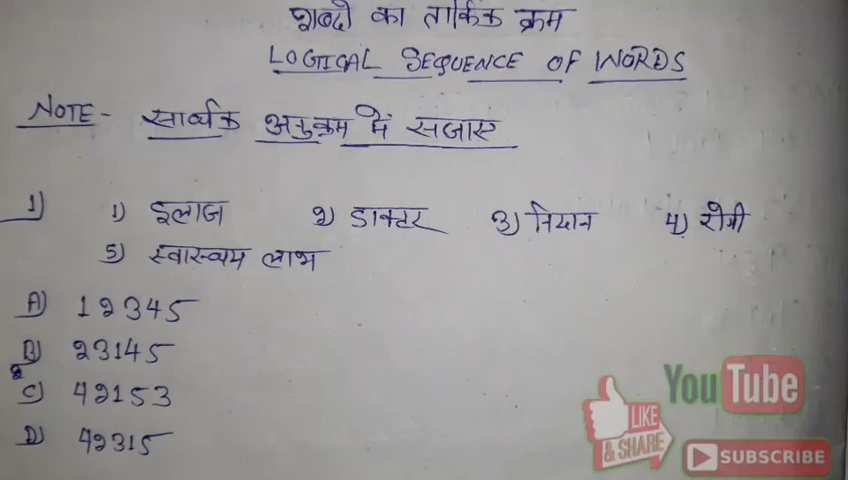 शब्दो का तार्किक क्रम
LOGICAL SEQUENCE OF WORDS
NOTE - सार्थक अनुक्रम में सजाएं
1) 1) इलाज 2) डाक्टर 3) निदान 4) रोगी
5) स्वास्थ्य लाभ
A) 12345
B) 23145
C) 42153
D) 42315
YouTube
LIKE
& SHARE
SUBSCRIBE